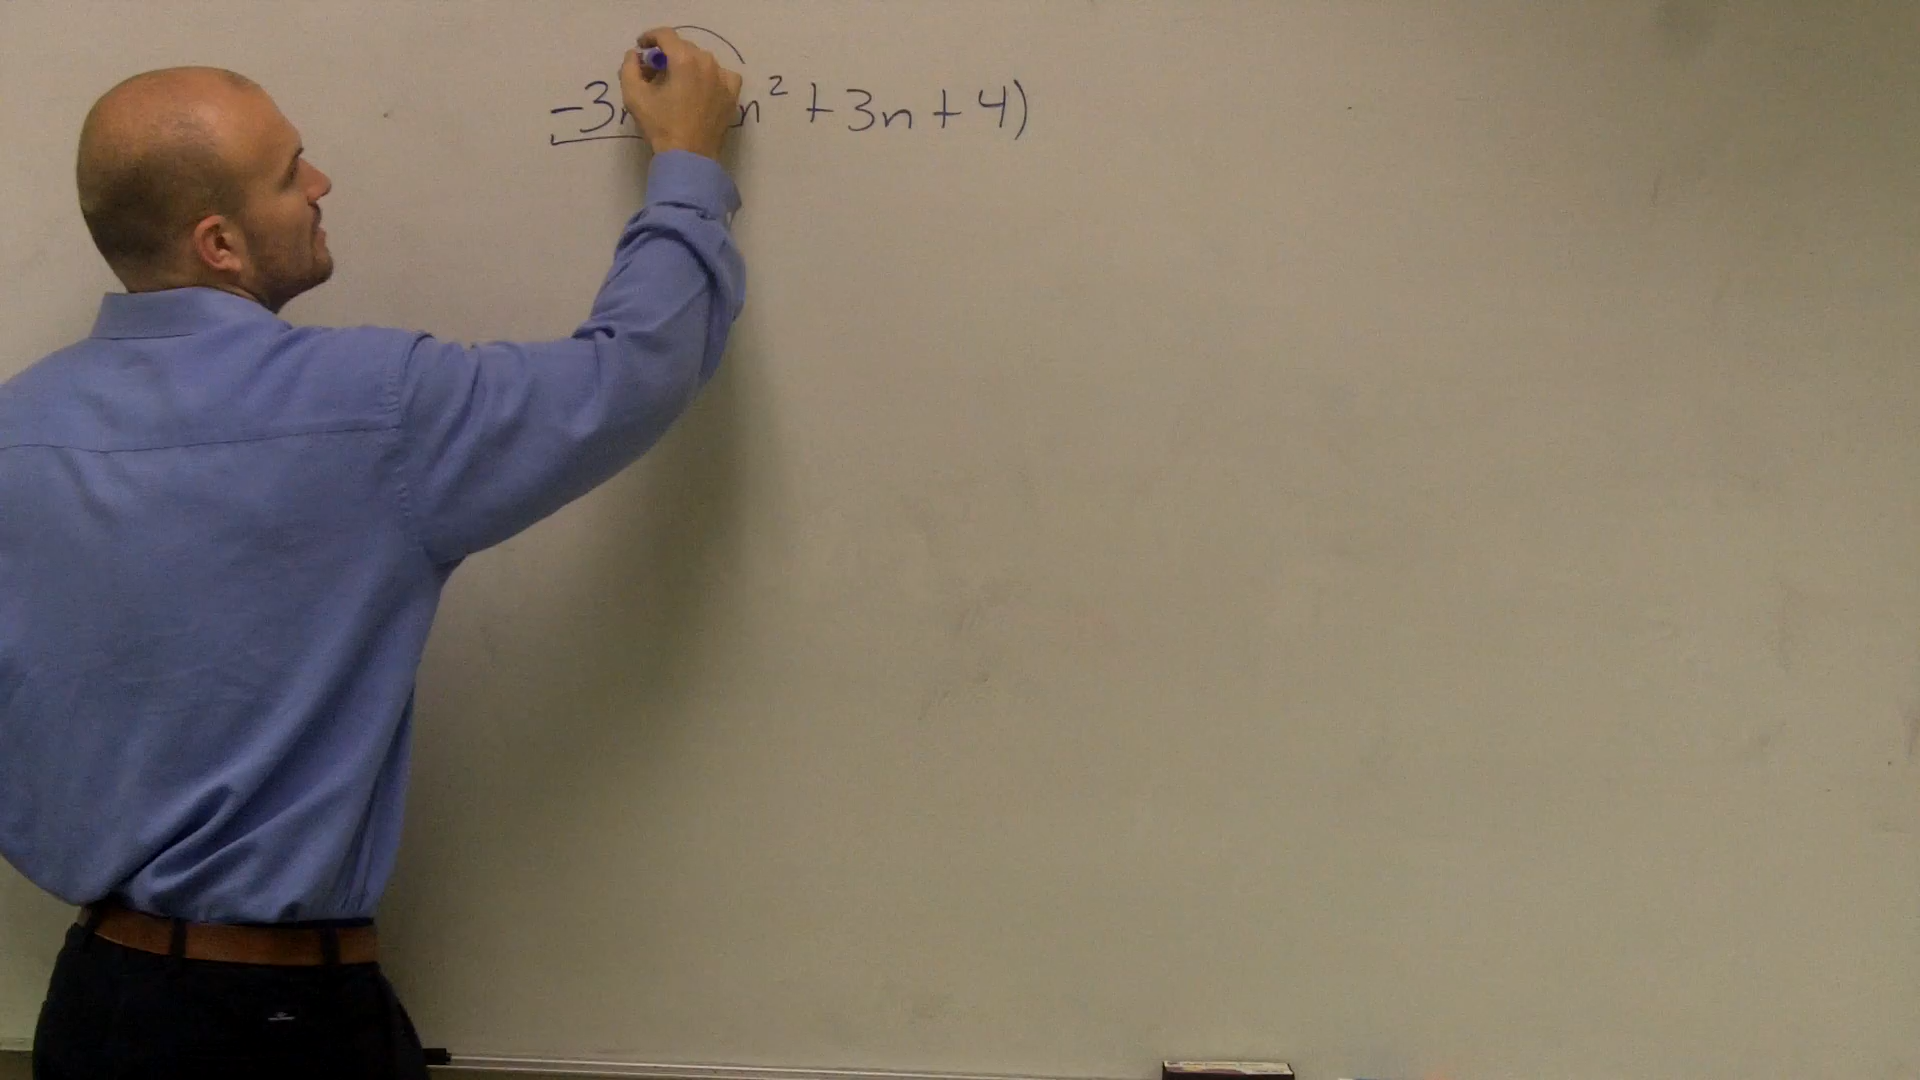 -3n n² + 3n + 4)